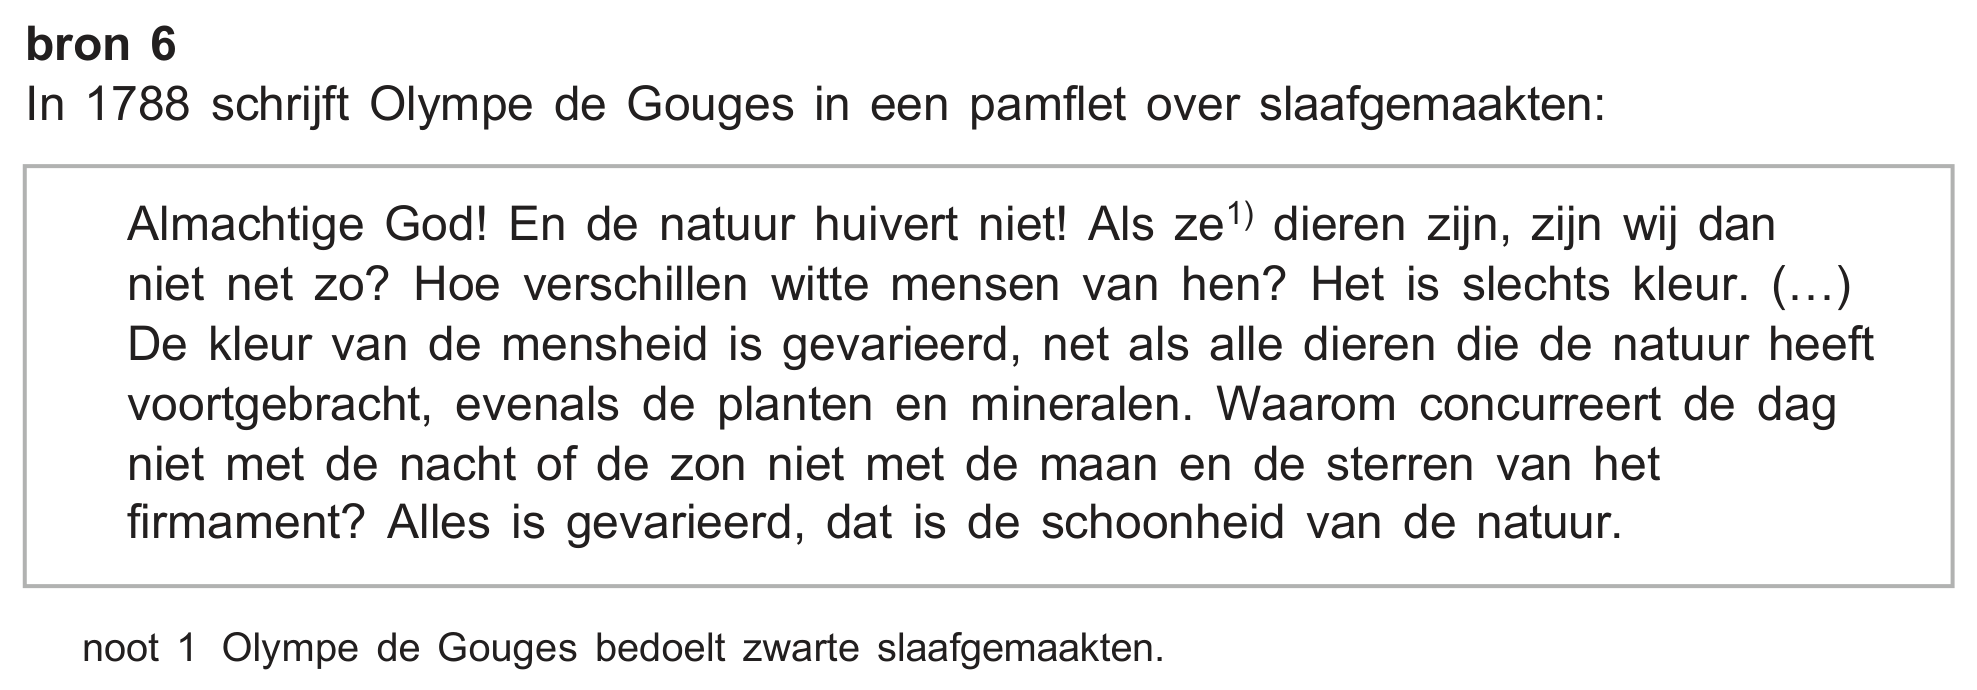 bron 6
In 1788 schrijft Olympe de Gouges in een pamflet over slaafgemaakten:
Almachtige God! En de natuur huivert niet! Als ze1) dieren zijn, zijn wij dan
niet net zo? Hoe verschillen witte mensen van hen? Het is slechts kleur. (…)
De kleur van de mensheid is gevarieerd, net als alle dieren die de natuur heeft
voortgebracht, evenals de planten en mineralen. Waarom concurreert de dag
niet met de nacht of de zon niet met de maan en de sterren van het
firmament? Alles is gevarieerd, dat is de schoonheid van de natuur.
noot 1 Olympe de Gouges bedoelt zwarte slaafgemaakten.